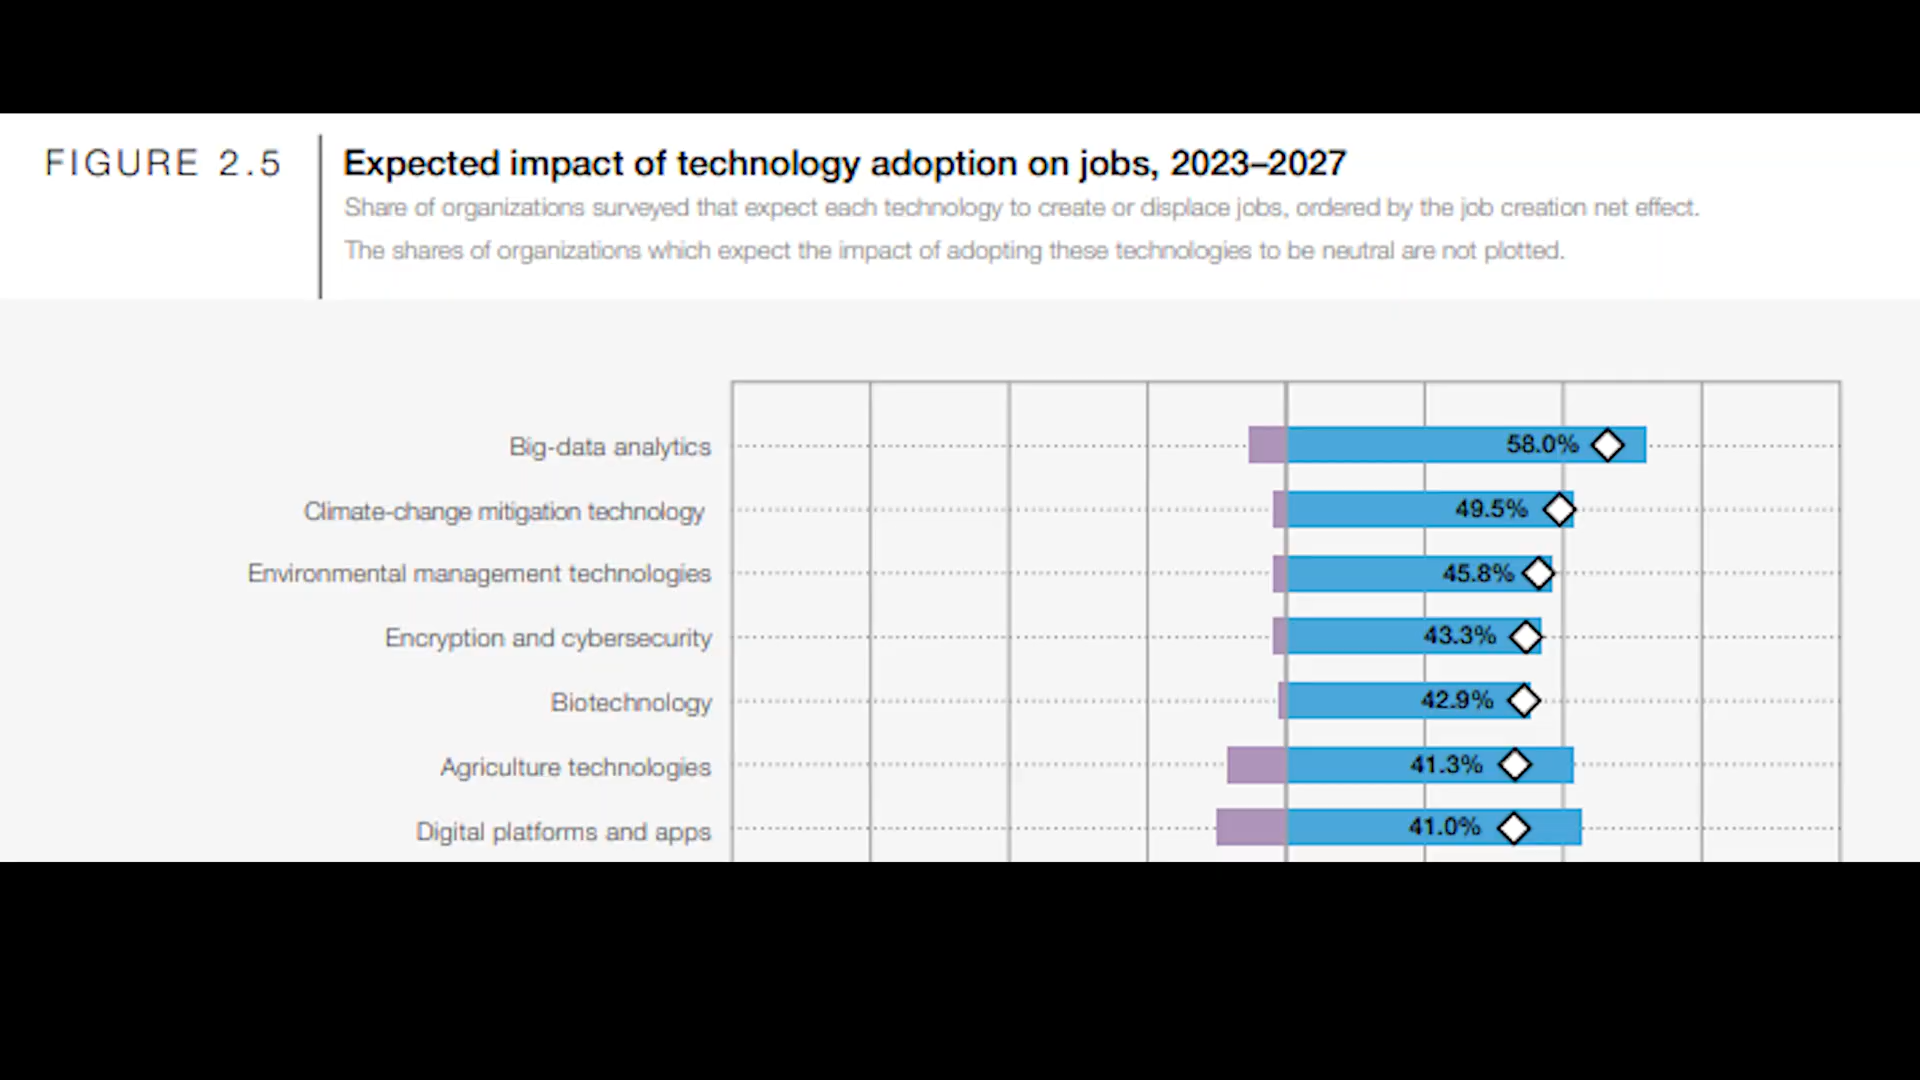 FIGURE 2.5
Expected impact of technology adoption on jobs, 2023–2027
Share of organizations surveyed that expect each technology to create or displace jobs, ordered by the job creation net effect.
The shares of organizations which expect the impact of adopting these technologies to be neutral are not plotted.
Big-data analytics 58.0%
Climate-change mitigation technology 49.5%
Environmental management technologies 45.8%
Encryption and cybersecurity 43.3%
Biotechnology 42.9%
Agriculture technologies 41.3%
Digital platforms and apps 41.0%